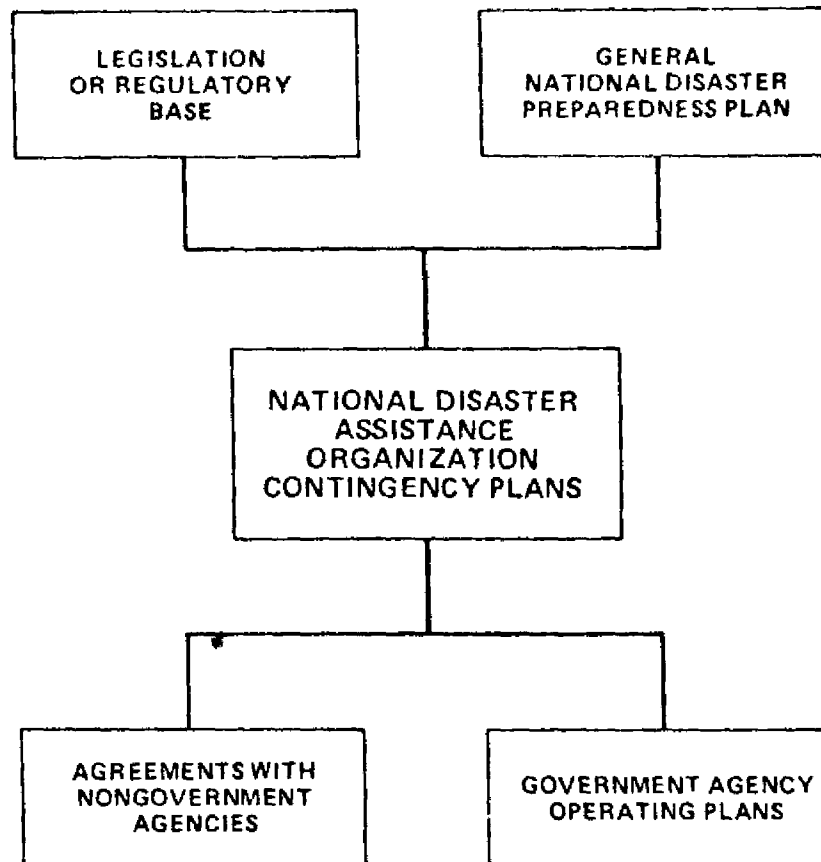 LEGISLATION
OR REGULATORY
BASE
GENERAL
NATIONAL DISASTER
PREPAREDNESS PLAN
NATIONAL DISASTER
ASSISTANCE
ORGANIZATION
CONTINGENCY PLANS
AGREEMENTS WITH
NONGOVERNMENT
AGENCIES
GOVERNMENT AGENCY
OPERATING PLANS